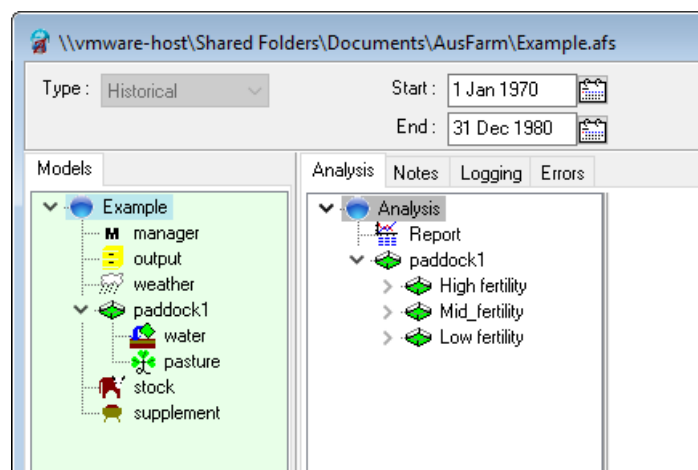 \\vmware-host\Shared Folders\Documents\AusFarm\Example.afs
Type : Historical
Start : 1 Jan 1970
End : 31 Dec 1980
Models
Analysis Notes Logging Errors
Example
M manager
output
weather
paddock1
water
pasture
stock
supplement
Analysis
Report
paddock1
High fertility
Mid_fertility
Low fertility